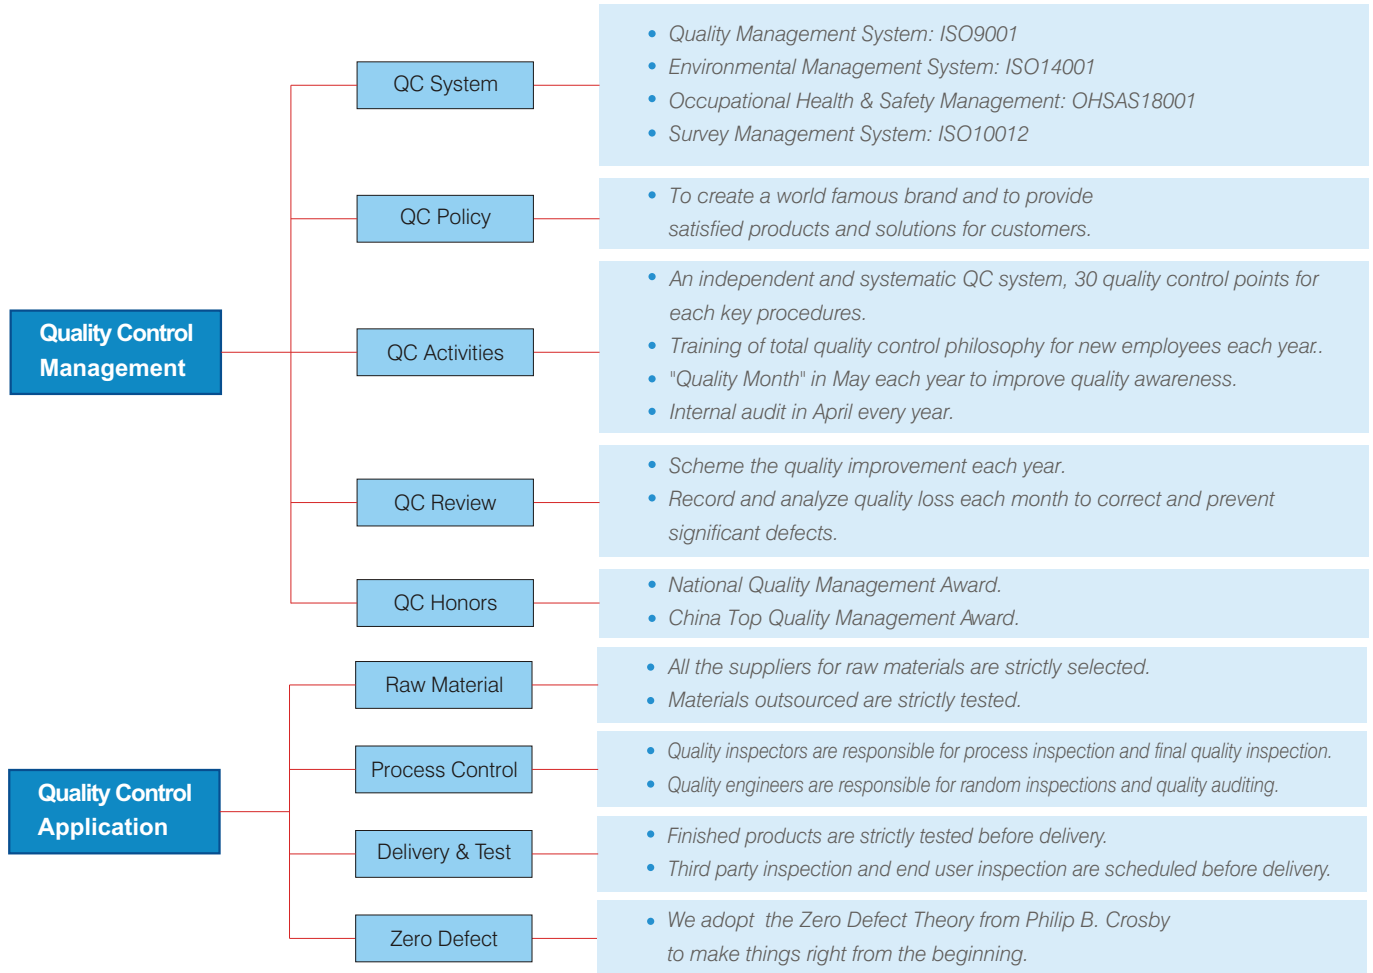 Quality Control
Management
QC System
• Quality Management System: ISO9001
• Environmental Management System: ISO14001
• Occupational Health & Safety Management: OHSAS18001
• Survey Management System: ISO10012
QC Policy
• To create a world famous brand and to provide
satisfied products and solutions for customers.
QC Activities
• An independent and systematic QC system, 30 quality control points for
each key procedures.
• Training of total quality control philosophy for new employees each year..
• "Quality Month" in May each year to improve quality awareness.
• Internal audit in April every year.
QC Review
• Scheme the quality improvement each year.
• Record and analyze quality loss each month to correct and prevent
significant defects.
QC Honors
• National Quality Management Award.
• China Top Quality Management Award.
Quality Control
Application
Raw Material
• All the suppliers for raw materials are strictly selected.
• Materials outsourced are strictly tested.
Process Control
• Quality inspectors are responsible for process inspection and final quality inspection.
• Quality engineers are responsible for random inspections and quality auditing.
Delivery & Test
• Finished products are strictly tested before delivery.
• Third party inspection and end user inspection are scheduled before delivery.
Zero Defect
• We adopt the Zero Defect Theory from Philip B. Crosby
to make things right from the beginning.